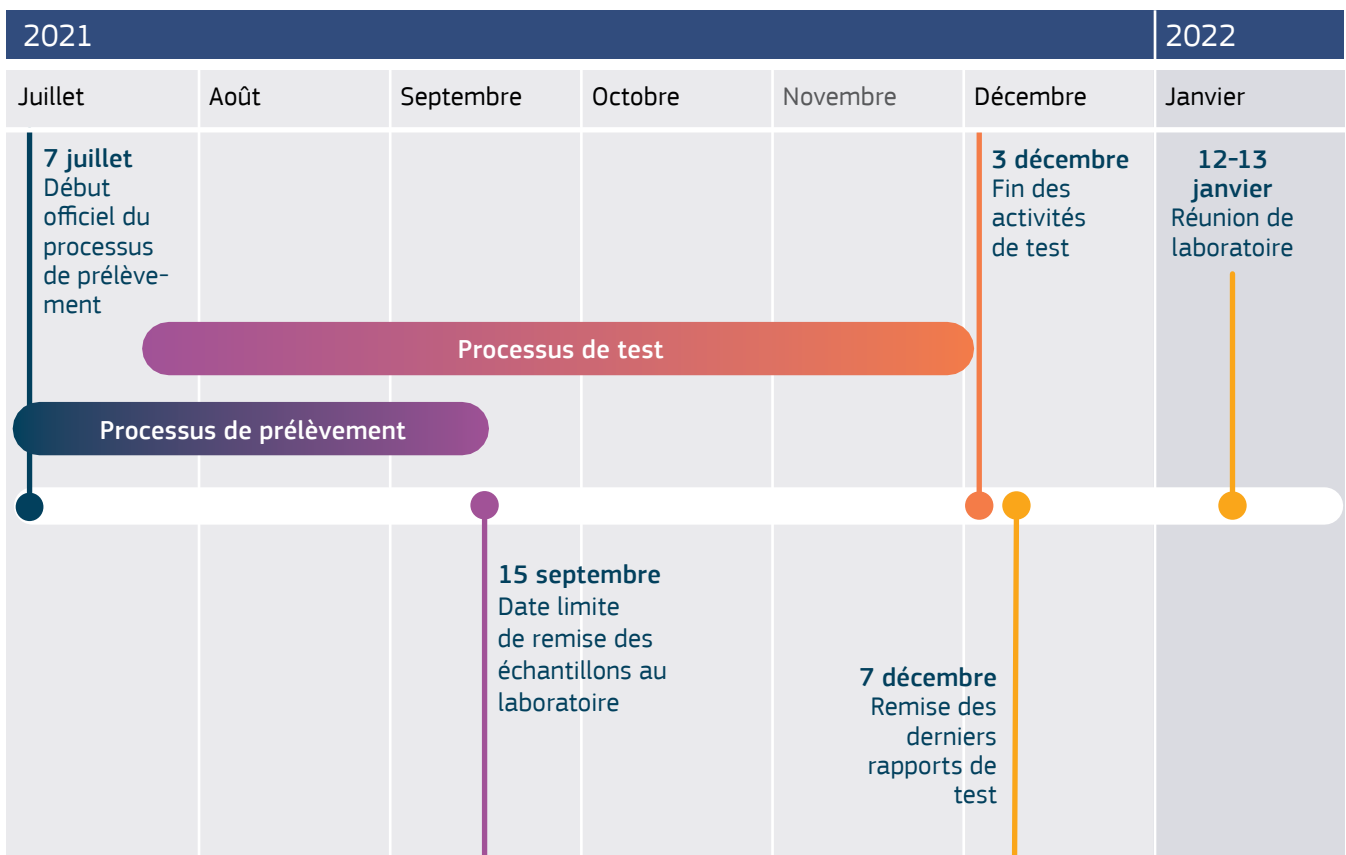 2021
2022
Juillet
Août
Septembre
Octobre
Novembre
Décembre
Janvier
7 juillet
Début
officiel du
processus
de prélève-
ment
3 décembre
Fin des
activités
de test
12-13
janvier
Réunion de
laboratoire
Processus de test
Processus de prélèvement
15 septembre
Date limite
de remise des
échantillons au
laboratoire
7 décembre
Remise des
derniers
rapports de
test